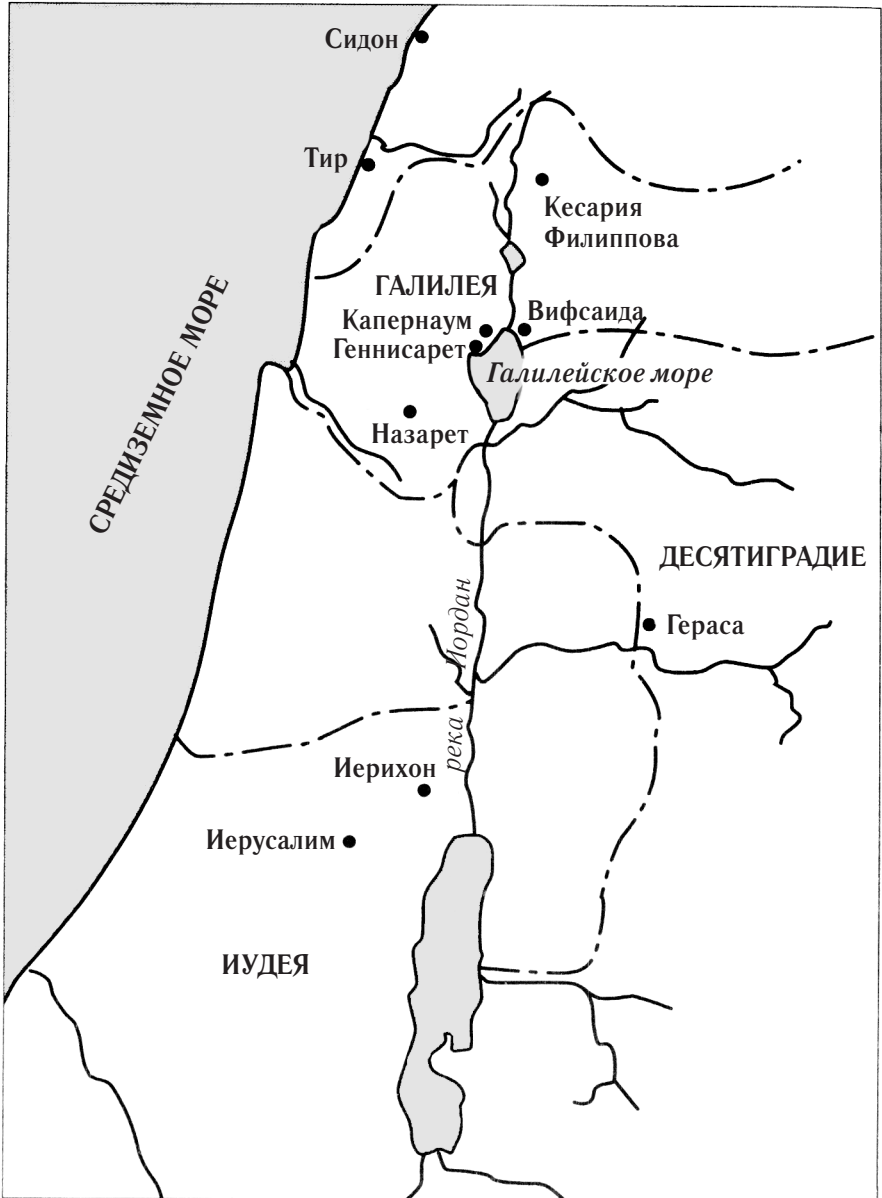 Сидон
Тир
Кесария
Филиппова
ГАЛИЛЕЯ
Капернаум
Вифсаида
Геннисарет
Галилейское море
Назарет
СРЕДИЗЕМНОЕ МОРЕ
ДЕСЯТИГРАДИЕ
Гераса
река Иордан
Иерихон
Иерусалим
ИУДЕЯ